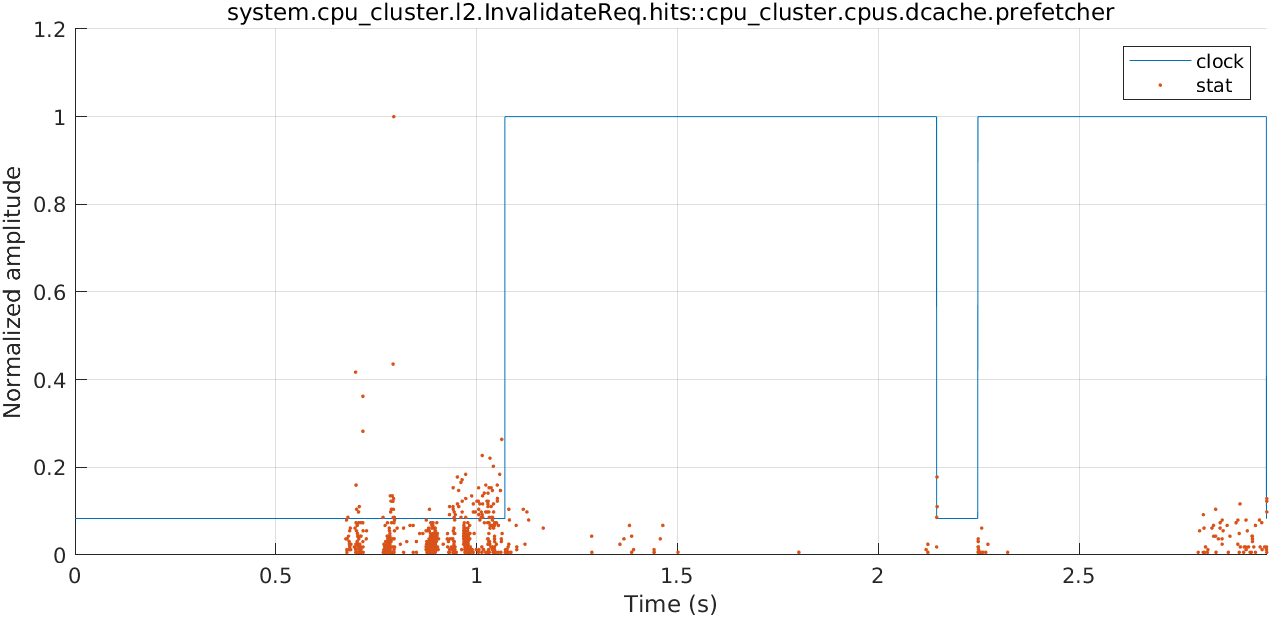 system.cpu_cluster.l2.InvalidateReq.hits::cpu_cluster.cpus.dcache.prefetcher
1.2
1
0.8
0.6
0.4
0.2
0
Normalized amplitude
clock
stat
0 0.5 1 1.5 2 2.5
Time (s)